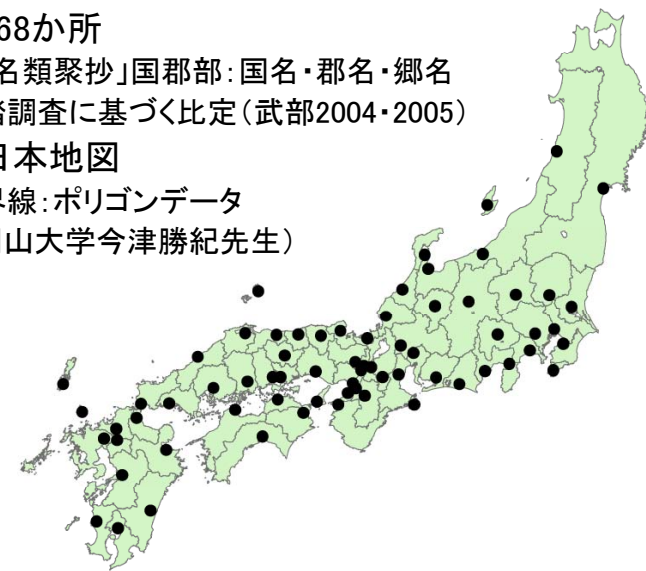 68か所
名類聚抄」国郡部：国名・郡名・郷名
調査に基づく比定（武部2004・2005）
日本地図
線：ポリゴンデータ
山大学今津勝紀先生）